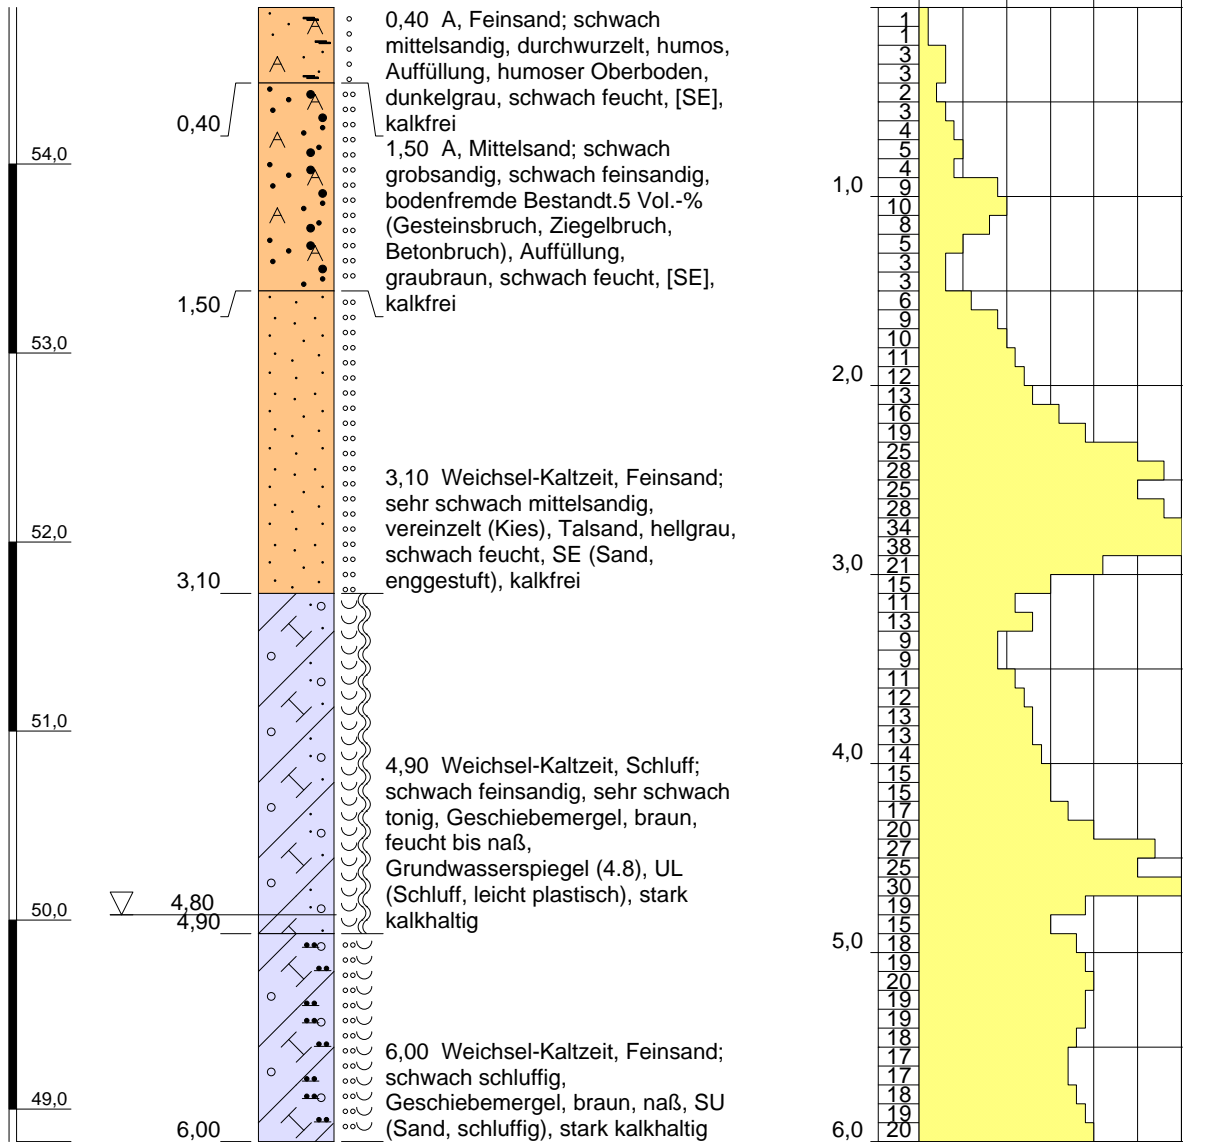 0,40 A, Feinsand; schwach
mittelsandig, durchwurzelt, humos,
Auffüllung, humoser Oberboden,
dunkelgrau, schwach feucht, [SE],
kalkfrei
1,50 A, Mittelsand; schwach
grobsandig, schwach feinsandig,
bodenfremde Bestandt.5 Vol.-%
(Gesteinsbruch, Ziegelbruch,
Betonbruch), Auffüllung,
graubraun, schwach feucht, [SE],
kalkfrei
3,10 Weichsel-Kaltzeit, Feinsand;
sehr schwach mittelsandig,
vereinzelt (Kies), Talsand, hellgrau,
schwach feucht, SE (Sand,
enggestuft), kalkfrei
4,90 Weichsel-Kaltzeit, Schluff;
schwach feinsandig, sehr schwach
tonig, Geschiebemergel, braun,
feucht bis naß,
Grundwasserspiegel (4.8), UL
(Schluff, leicht plastisch), stark
kalkhaltig
6,00 Weichsel-Kaltzeit, Feinsand;
schwach schluffig,
Geschiebemergel, braun, naß, SU
(Sand, schluffig), stark kalkhaltig
54,0
53,0
52,0
51,0
50,0
49,0
0,40
1,50
3,10
4,80
4,90
6,00
A
A
A
A
A
A
A
A
1,0
2,0
3,0
4,0
5,0
6,0
1
1
3
3
2
3
4
5
4
9
10
8
5
3
3
6
9
10
11
12
13
16
19
25
28
25
28
34
38
21
15
11
13
9
9
11
12
13
13
14
15
15
17
20
27
25
30
19
15
18
19
20
19
19
18
17
17
18
19
20